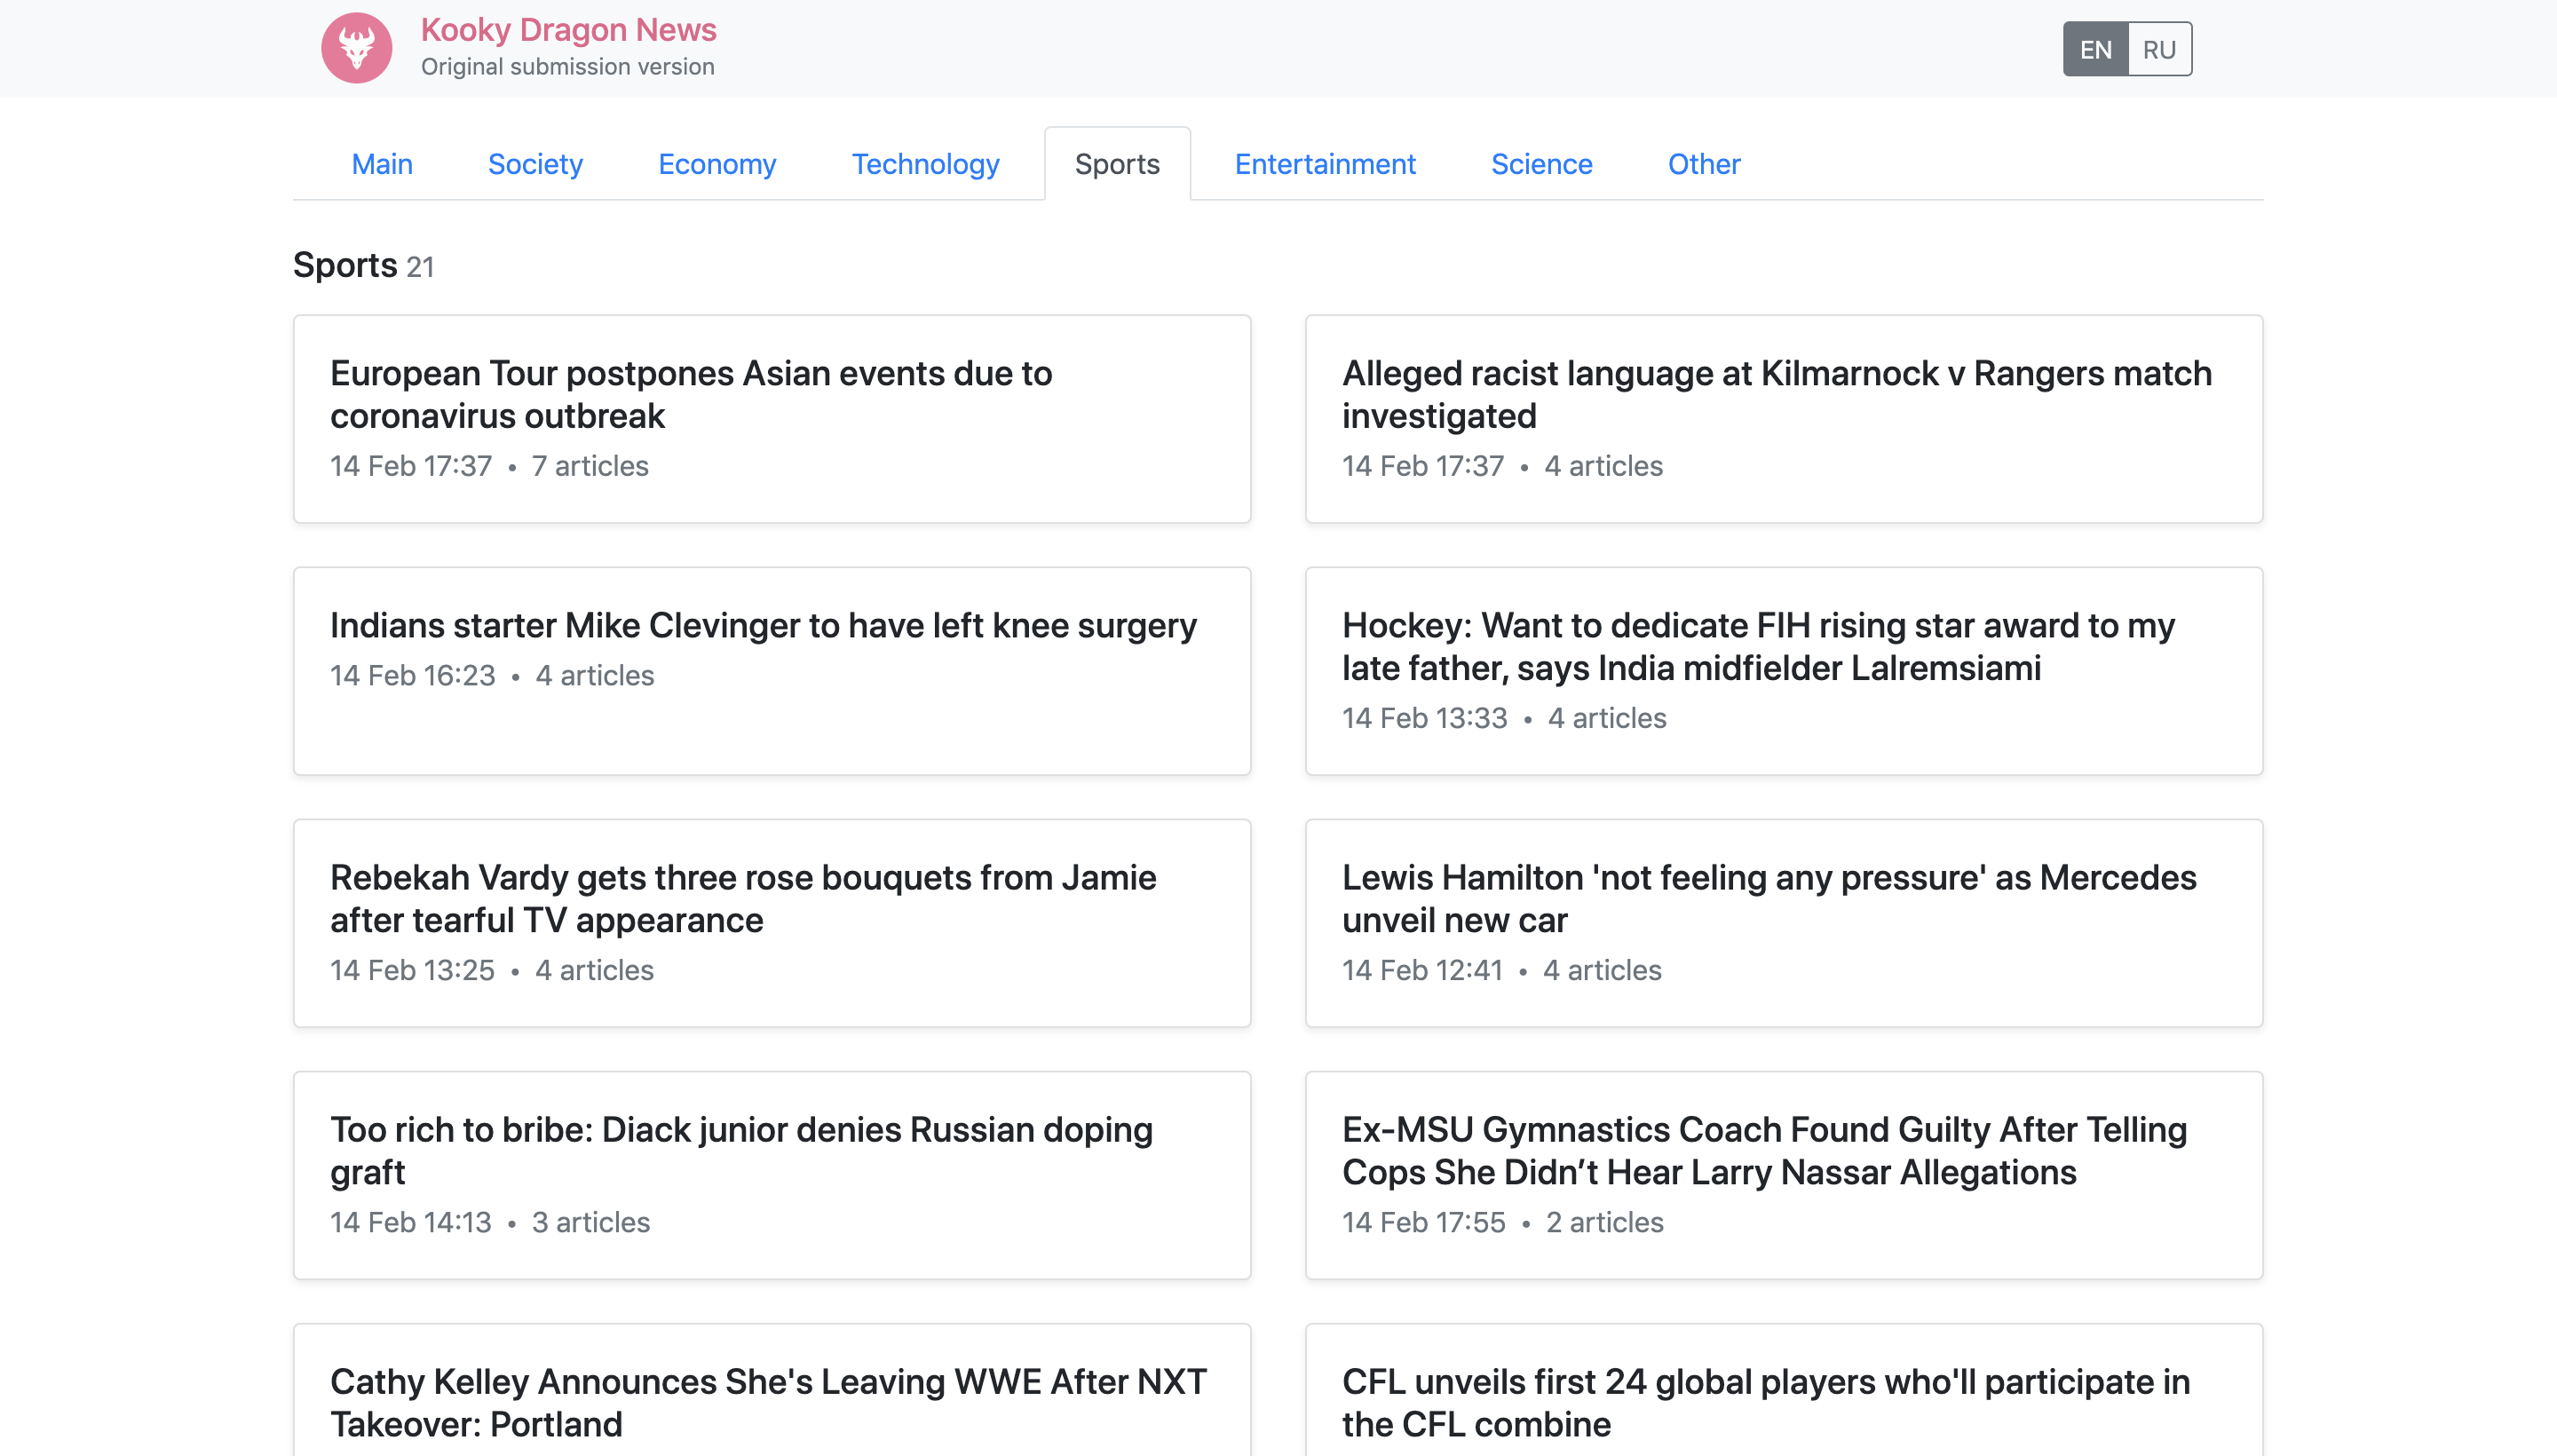 Kooky Dragon News
Original submission version
EN RU
Main Society Economy Technology Sports Entertainment Science Other
Sports 21
European Tour postpones Asian events due to
coronavirus outbreak
14 Feb 17:37 • 7 articles
Alleged racist language at Kilmarnock v Rangers match
investigated
14 Feb 17:37 • 4 articles
Indians starter Mike Clevinger to have left knee surgery
14 Feb 16:23 • 4 articles
Hockey: Want to dedicate FIH rising star award to my
late father, says India midfielder Lalremsiami
14 Feb 13:33 • 4 articles
Rebekah Vardy gets three rose bouquets from Jamie
after tearful TV appearance
14 Feb 13:25 • 4 articles
Lewis Hamilton 'not feeling any pressure' as Mercedes
unveil new car
14 Feb 12:41 • 4 articles
Too rich to bribe: Diack junior denies Russian doping
graft
14 Feb 14:13 • 3 articles
Ex-MSU Gymnastics Coach Found Guilty After Telling
Cops She Didn’t Hear Larry Nassar Allegations
14 Feb 17:55 • 2 articles
Cathy Kelley Announces She's Leaving WWE After NXT
Takeover: Portland
CFL unveils first 24 global players who'll participate in
the CFL combine